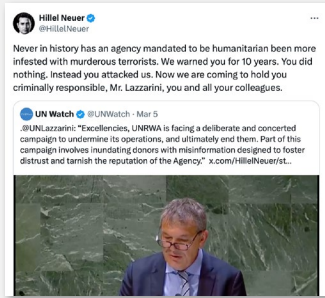 Hillel Neuer
@HillelNeuer
Never in history has an agency mandated to be humanitarian been more
infested with murderous terrorists. We warned you for 10 years. You did
nothing. Instead you attacked us. Now we are coming to hold you
criminally responsible, Mr. Lazzarini, you and all your colleagues.
UN Watch @UNWatch · Mar 5
.@UNLazzarini: “Excellencies, UNRWA is facing a deliberate and concerted
campaign to undermine its operations, and ultimately end them. Part of this
campaign involves inundating donors with misinformation designed to foster
distrust and tarnish the reputation of the Agency.” x.com/HillelNeuer/st...